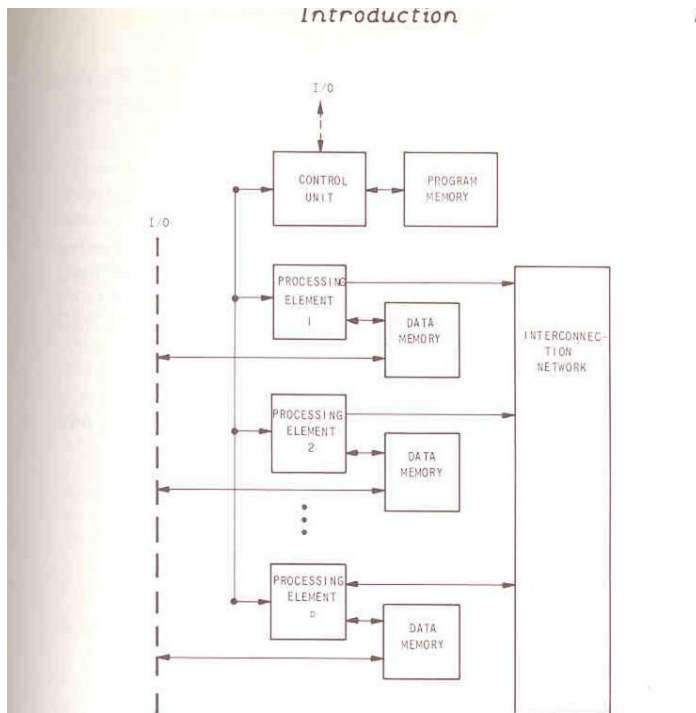 Introduction
I/O
CONTROL
UNIT
PROGRAM
MEMORY
I/O
PROCESSING
ELEMENT
1
DATA
MEMORY
INTERCONNEC-
TION
NETWORK
PROCESSING
ELEMENT
2
DATA
MEMORY
PROCESSING
ELEMENT
n
DATA
MEMORY